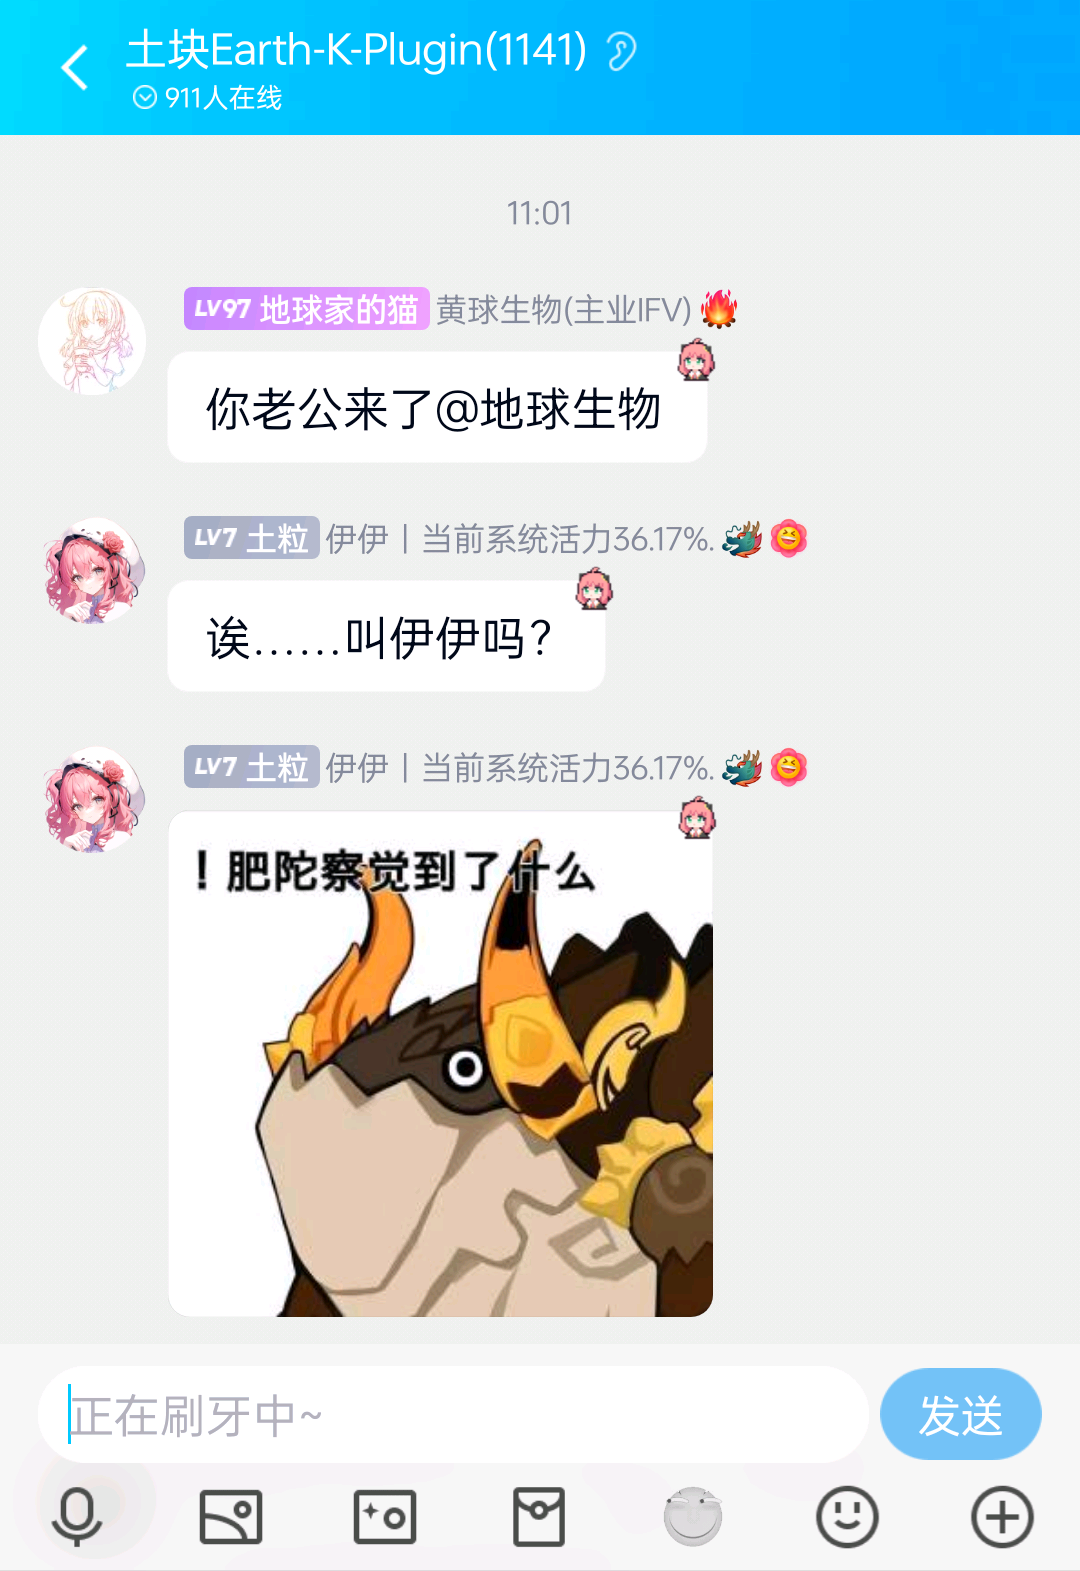 土块Earth-K-Plugin(1141)
911人在线
11:01
LV97 地球家的猫 黄球生物(主业IFV)
你老公来了@地球生物
LV7 土粒 伊伊丨当前系统活力36.17%.
诶……叫伊伊吗？
LV7 土粒 伊伊丨当前系统活力36.17%.
！肥陀察觉到了什么
正在刷牙中~
发送